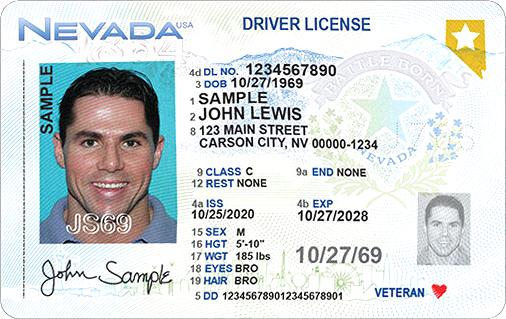 NEVADA USA DRIVER LICENSE
SAMPLE
4d DL NO. 1234567890
3 DOB 10/27/1969
1 SAMPLE
2 JOHN LEWIS
8 123 MAIN STREET
CARSON CITY, NV 00000-1234
BATTLE BORN
NEVADA
9 CLASS C 9a END NONE
12 REST NONE
4a ISS 4b EXP
10/25/2020 10/27/2028
15 SEX M
16 HGT 5'-10"
17 WGT 185 lbs
18 EYES BRO
19 HAIR BRO
5 DD 123456789012345678901
10/27/69
JS69
John Sample
VETERAN